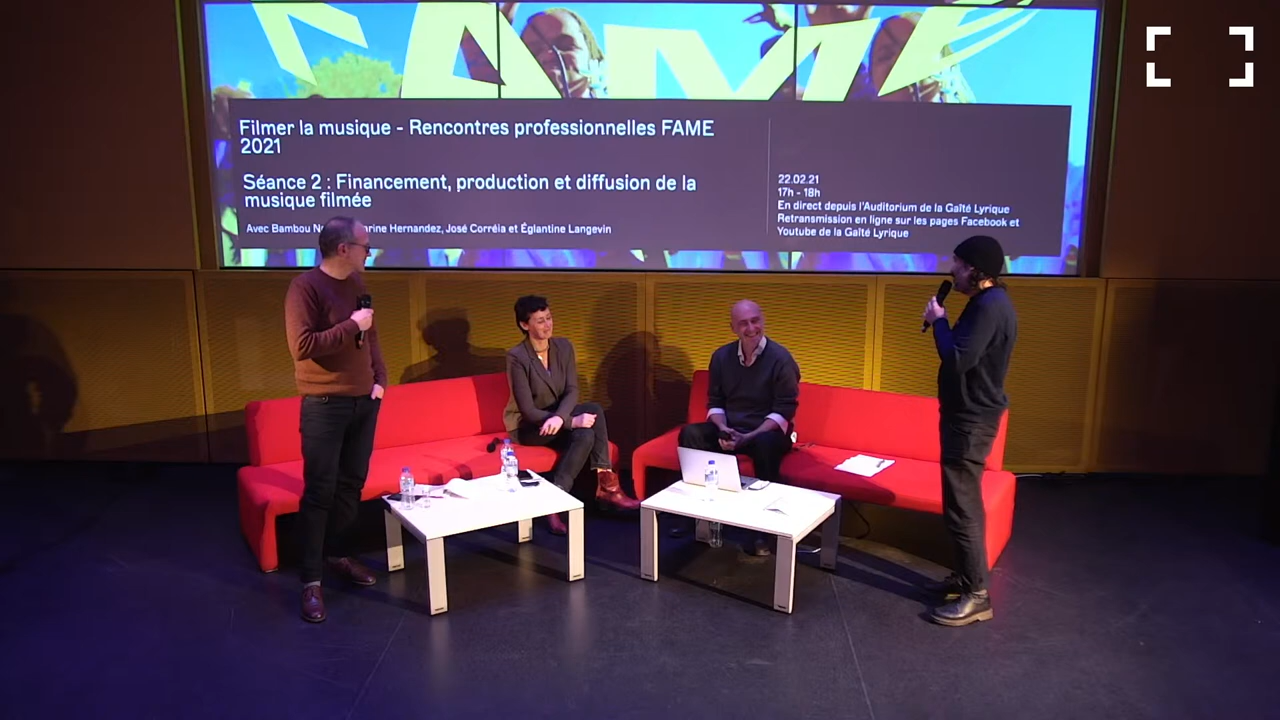 FAME
Filmer la musique - Rencontres professionnelles FAME
2021
Séance 2 : Financement, production et diffusion de la
musique filmée
Avec Bambou Hernandez, José Corréia et Églantine Langevin
22.02.21
17h - 18h
En direct depuis l'Auditorium de la Gaîté Lyrique
Retransmission en ligne sur les pages Facebook et
Youtube de la Gaîté Lyrique